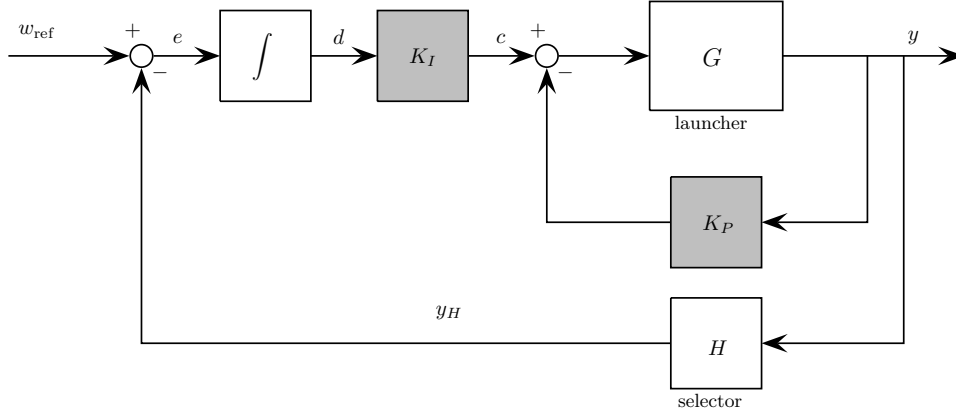 w_ref + e ∫ d K_I c + G y
− −
launcher
K_P
y_H
H
selector